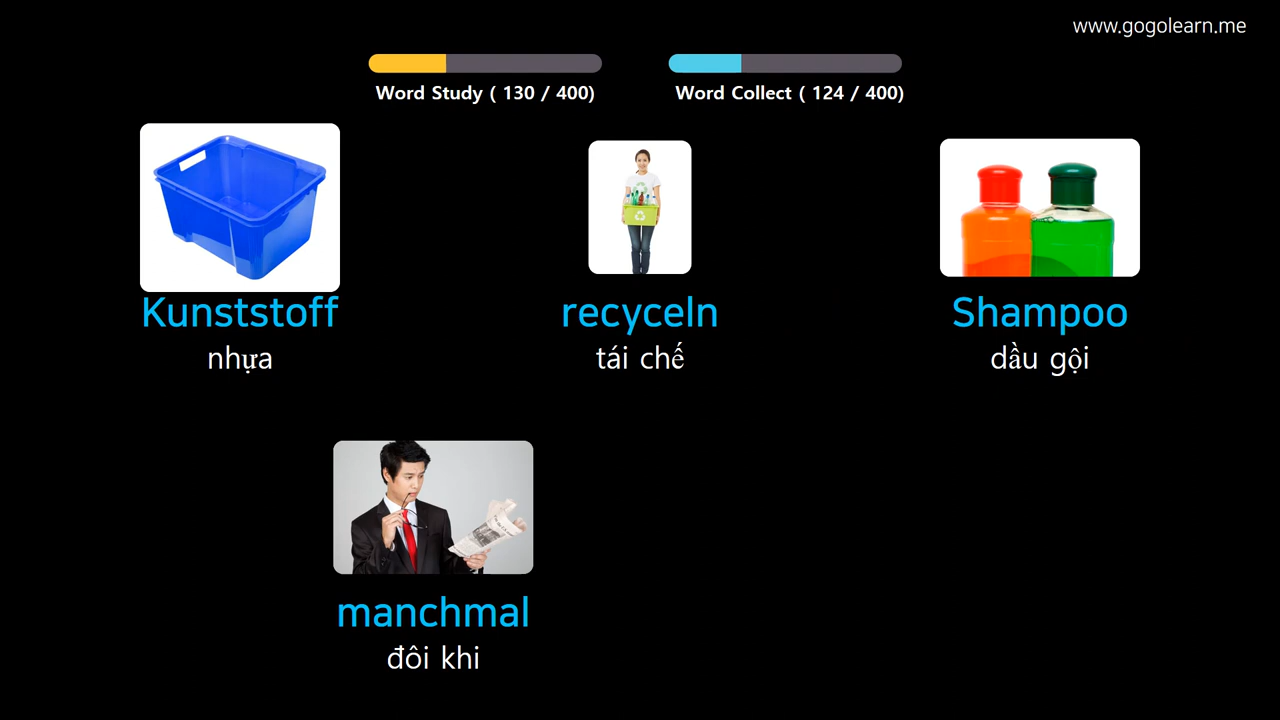 www.gogolearn.me
Word Study ( 130 / 400)
Word Collect ( 124 / 400)
Kunststoff
nhựa
recyceln
tái chế
Shampoo
dầu gội
manchmal
đôi khi